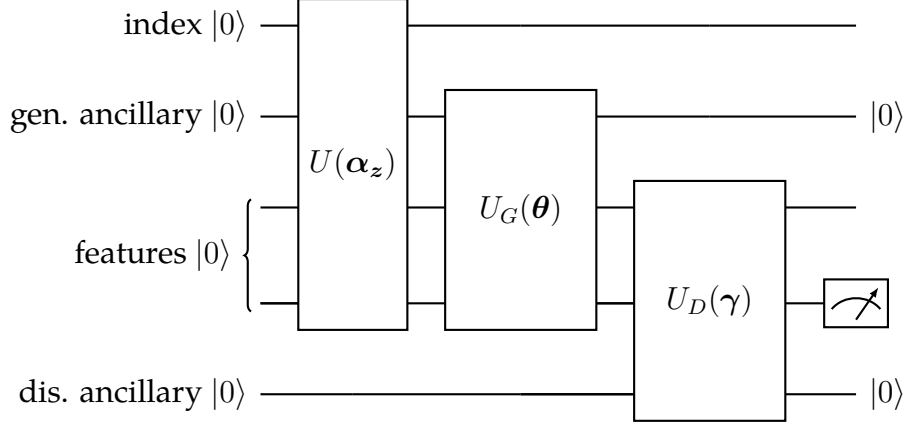 index |0⟩
gen. ancillary |0⟩ |0⟩
U(α_z)
U_G(θ)
features |0⟩
U_D(γ)
dis. ancillary |0⟩ |0⟩